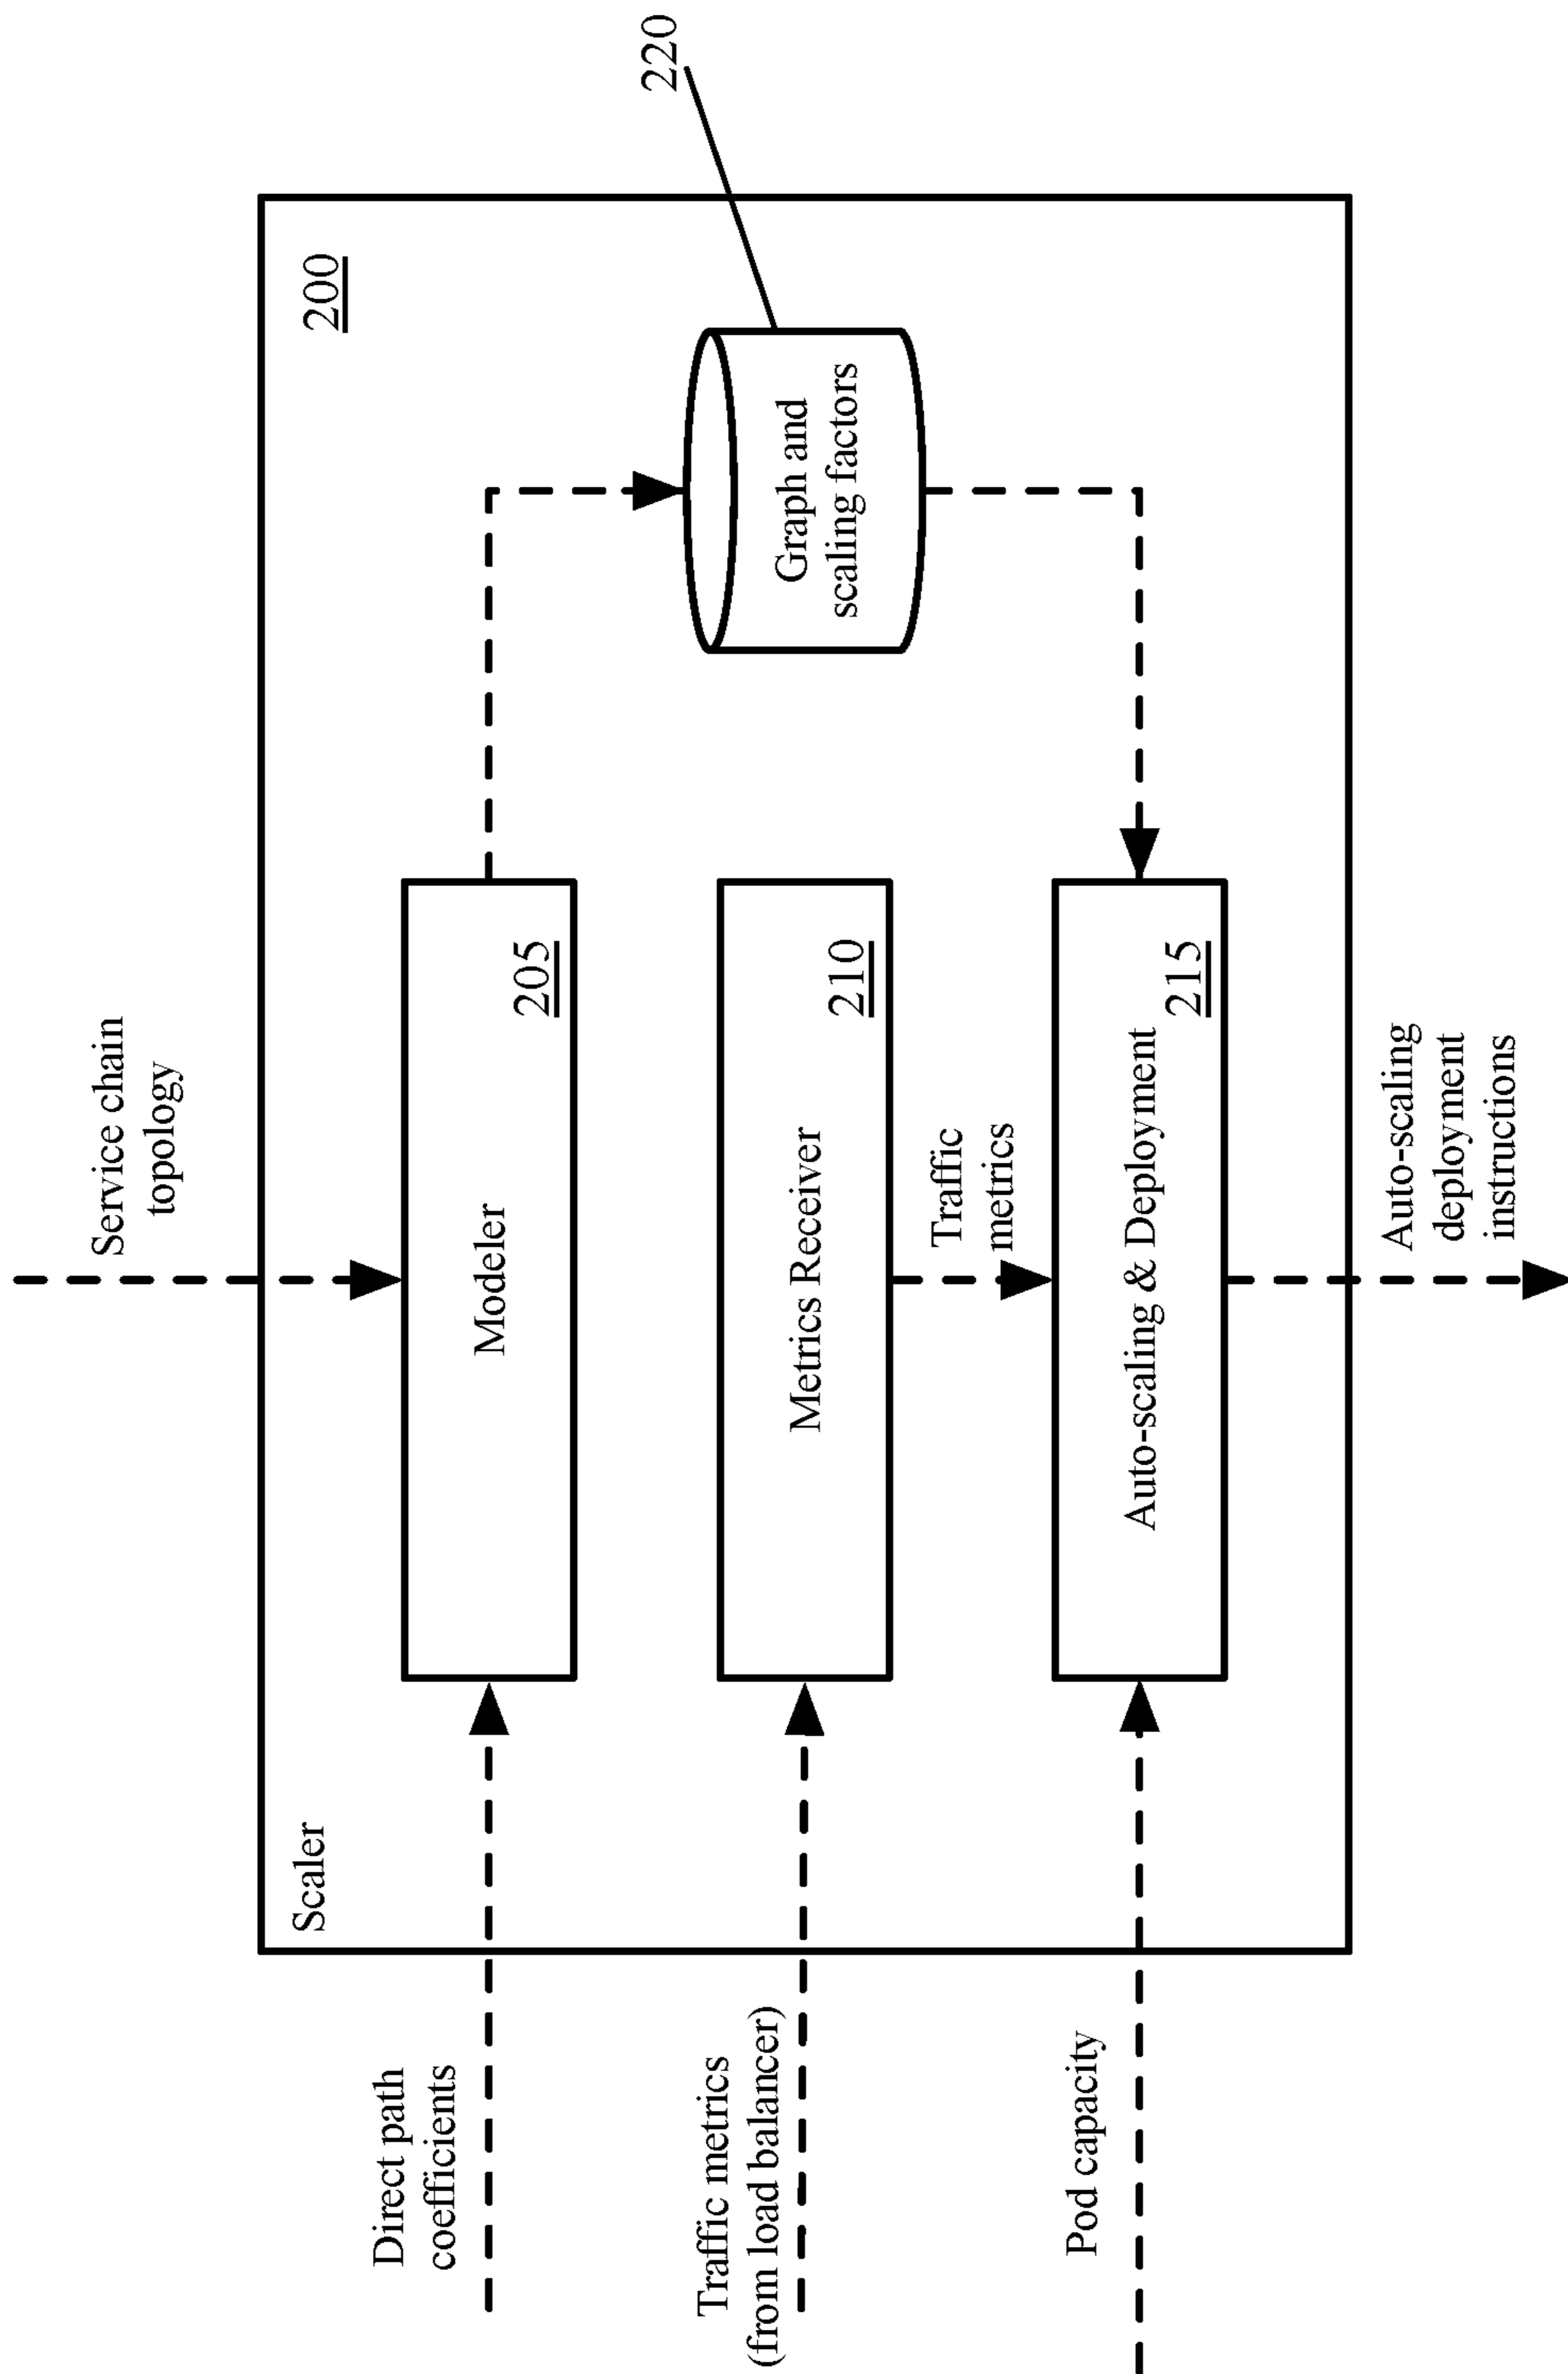 Service chain
topology
Scaler
200
Direct path
coefficients
Modeler
205
220
Graph and
scaling factors
Traffic metrics
(from load balancer)
Metrics Receiver
210
Traffic
metrics
Pod capacity
Auto-scaling & Deployment
215
Auto-scaling
deployment
instructions